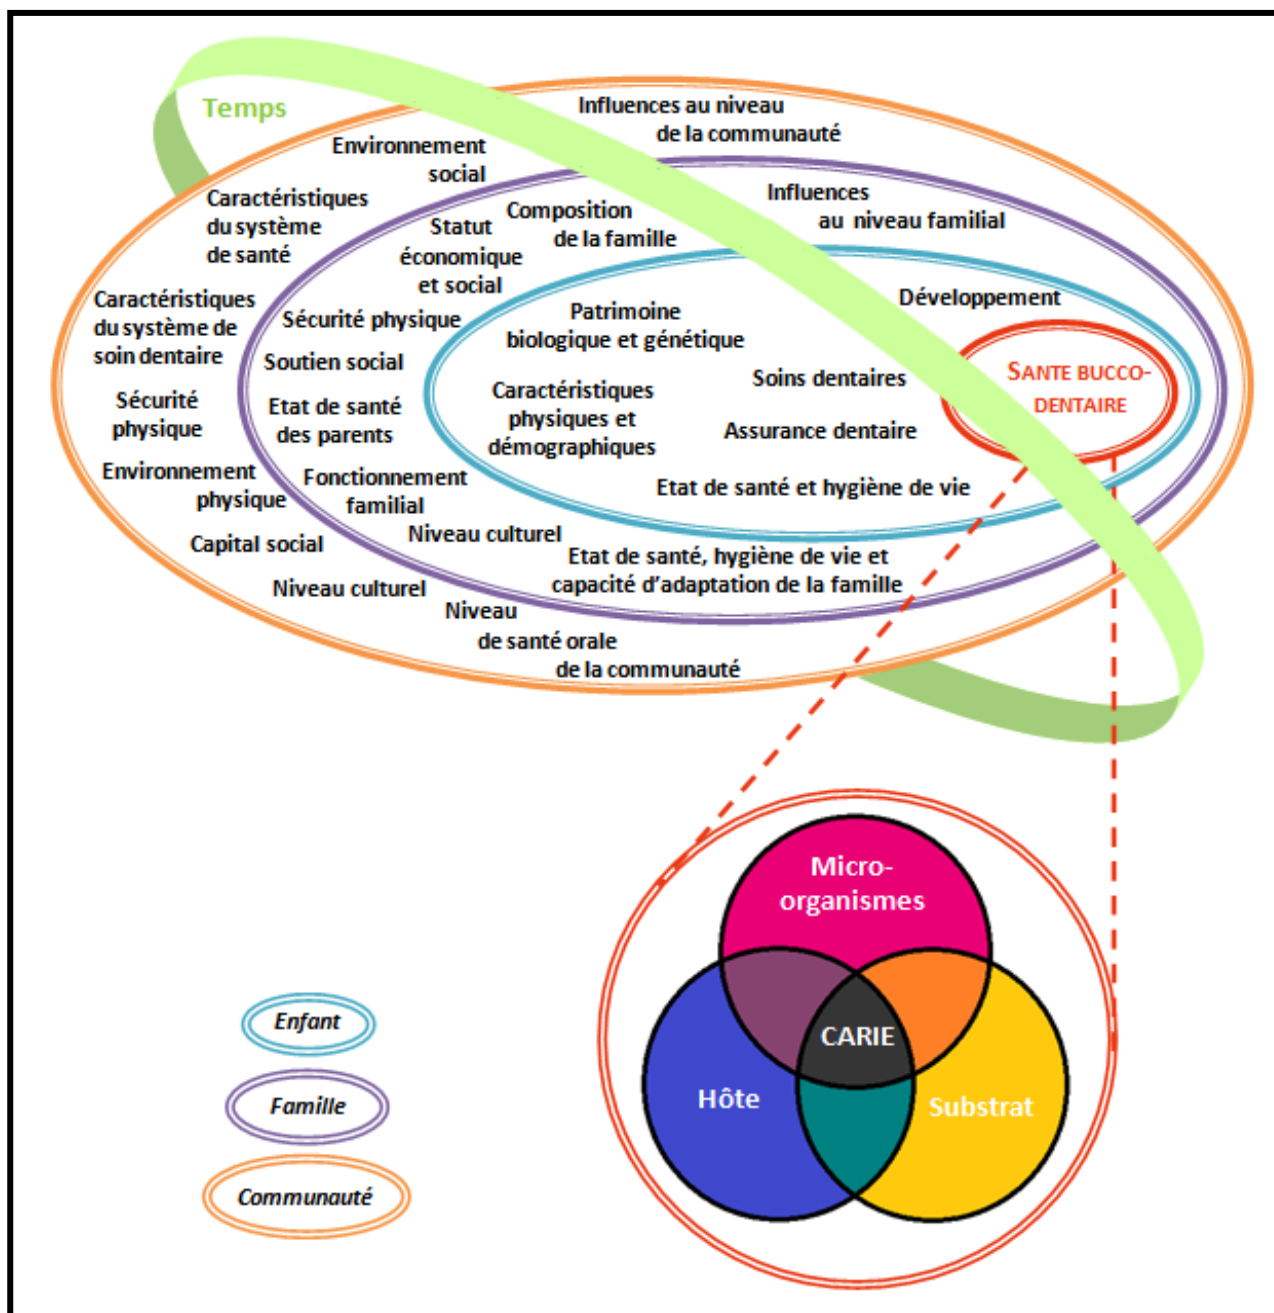 Temps
Influences au niveau
de la communauté
Environnement
social
Caractéristiques
du système
de santé
Caractéristiques
du système de
soin dentaire
Sécurité
physique
Environnement
physique
Capital social
Niveau culturel
Niveau
de santé orale
de la communauté
Influences
au niveau familial
Composition
de la famille
Statut
économique
et social
Sécurité physique
Soutien social
Etat de santé
des parents
Fonctionnement
familial
Niveau culturel
Etat de santé, hygiène de vie et
capacité d’adaptation de la famille
Développement
Patrimoine
biologique et génétique
Caractéristiques
physiques et
démographiques
Soins dentaires
Assurance dentaire
Etat de santé et hygiène de vie
SANTE BUCCO-
DENTAIRE
Micro-
organismes
CARIE
Hôte
Substrat
Enfant
Famille
Communauté